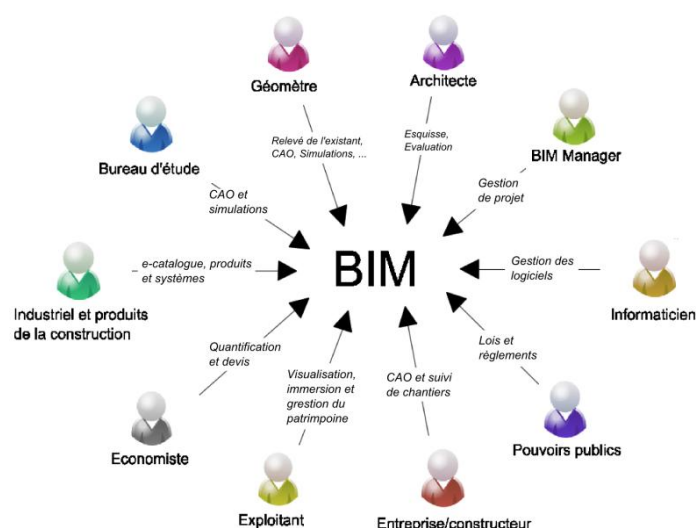 Géomètre
Architecte
Relevé de l'existant,
CAO, Simulations, ...
Esquisse,
Evaluation
Bureau d'étude
BIM Manager
CAO et
simulations
Gestion
de projet
BIM
e-catalogue, produits
et systèmes
Gestion des
logiciels
Industriel et produits
de la construction
Informaticien
Quantification
et devis
Lois et
règlements
Visualisation,
immersion et
grestion du
patrimpoine
CAO et suivi
de chantiers
Economiste
Pouvoirs publics
Exploitant
Entreprise/constructeur